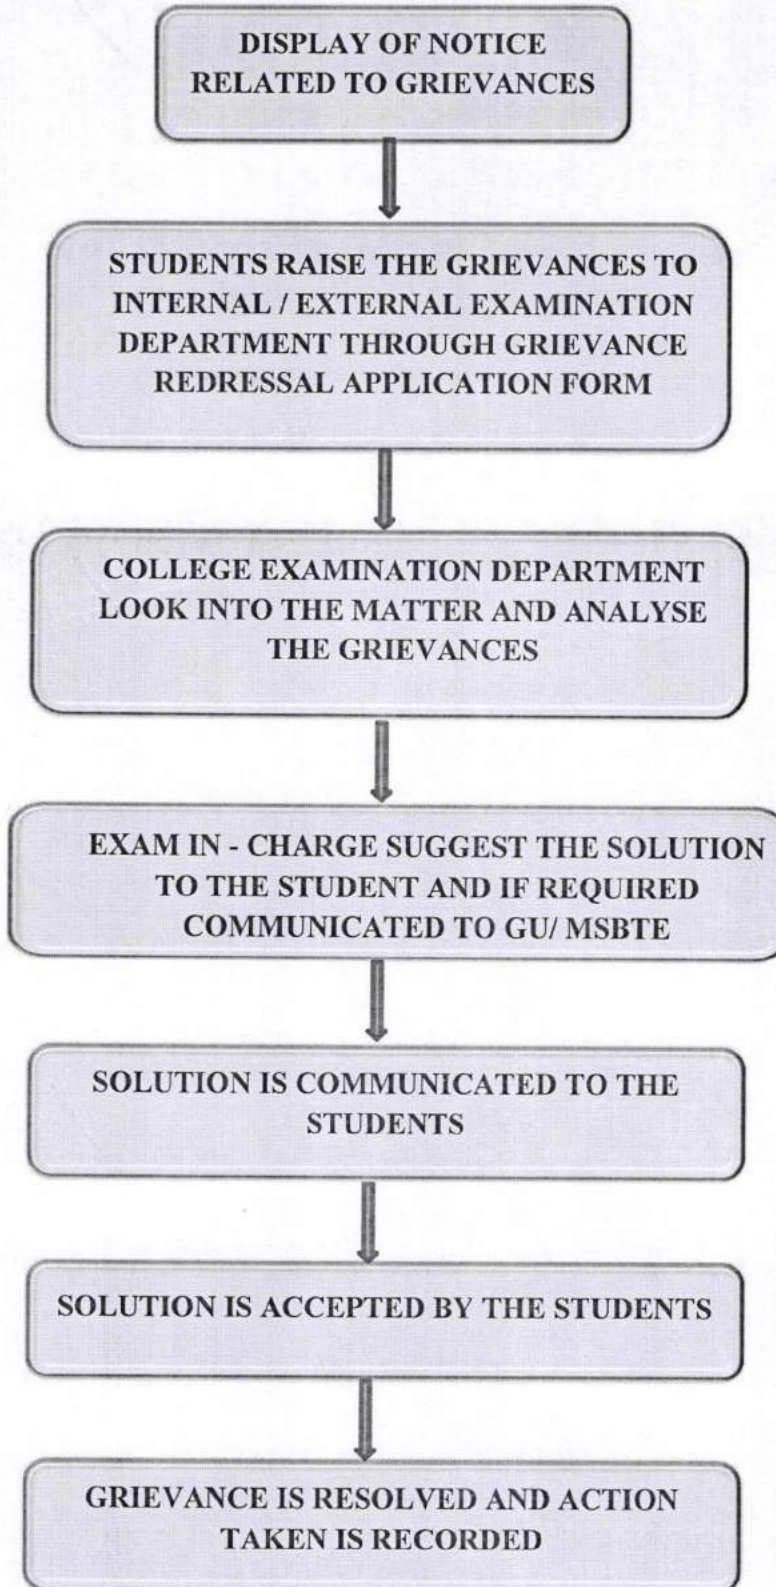 DISPLAY OF NOTICE
RELATED TO GRIEVANCES
STUDENTS RAISE THE GRIEVANCES TO
INTERNAL / EXTERNAL EXAMINATION
DEPARTMENT THROUGH GRIEVANCE
REDRESSAL APPLICATION FORM
COLLEGE EXAMINATION DEPARTMENT
LOOK INTO THE MATTER AND ANALYSE
THE GRIEVANCES
EXAM IN - CHARGE SUGGEST THE SOLUTION
TO THE STUDENT AND IF REQUIRED
COMMUNICATED TO GU/ MSBTE
SOLUTION IS COMMUNICATED TO THE
STUDENTS
SOLUTION IS ACCEPTED BY THE STUDENTS
GRIEVANCE IS RESOLVED AND ACTION
TAKEN IS RECORDED